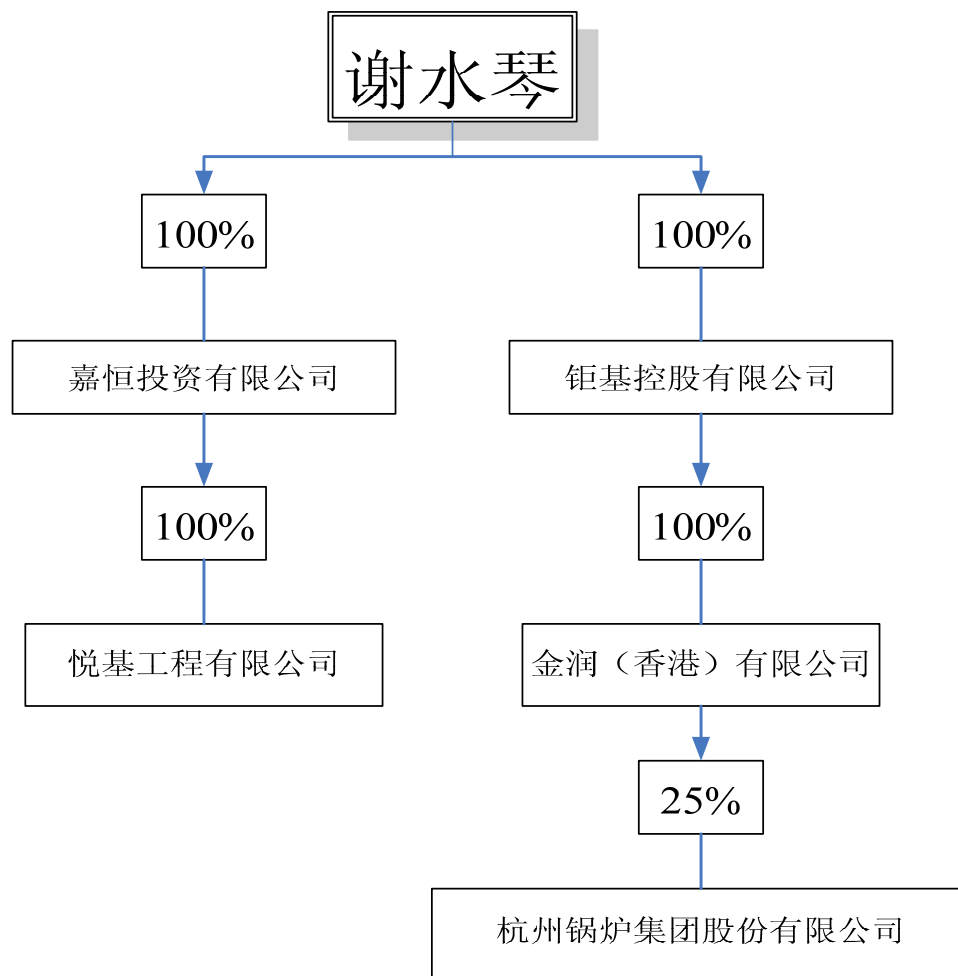 谢水琴
100%
100%
嘉恒投资有限公司
钜基控股有限公司
100%
100%
悦基工程有限公司
金润（香港）有限公司
25%
杭州锅炉集团股份有限公司